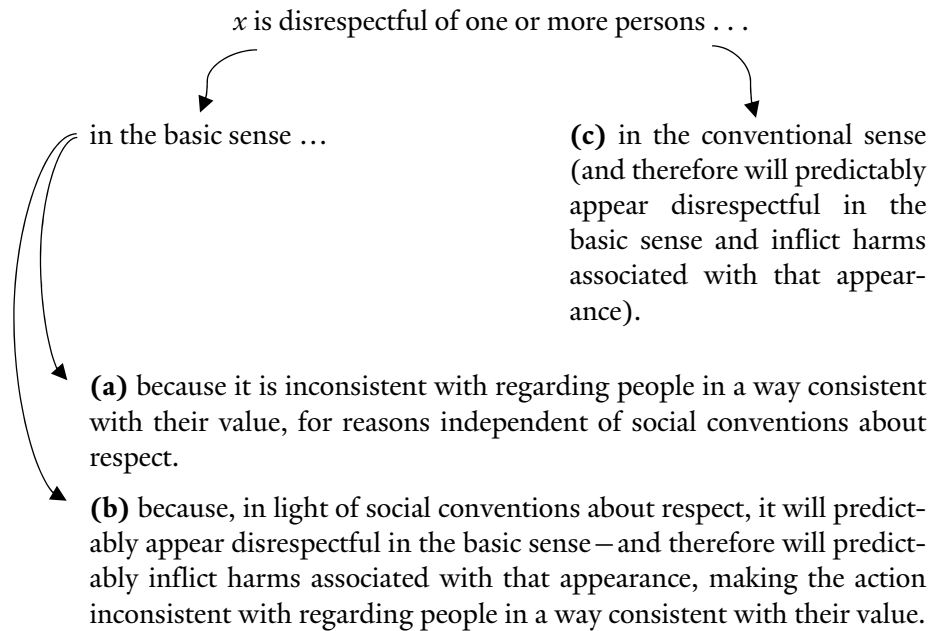 x is disrespectful of one or more persons . . .
in the basic sense …
(c) in the conventional sense
(and therefore will predictably
appear disrespectful in the
basic sense and inflict harms
associated with that appear-
ance).
(a) because it is inconsistent with regarding people in a way consistent
with their value, for reasons independent of social conventions about
respect.
(b) because, in light of social conventions about respect, it will predict-
ably appear disrespectful in the basic sense – and therefore will predict-
ably inflict harms associated with that appearance, making the action
inconsistent with regarding people in a way consistent with their value.